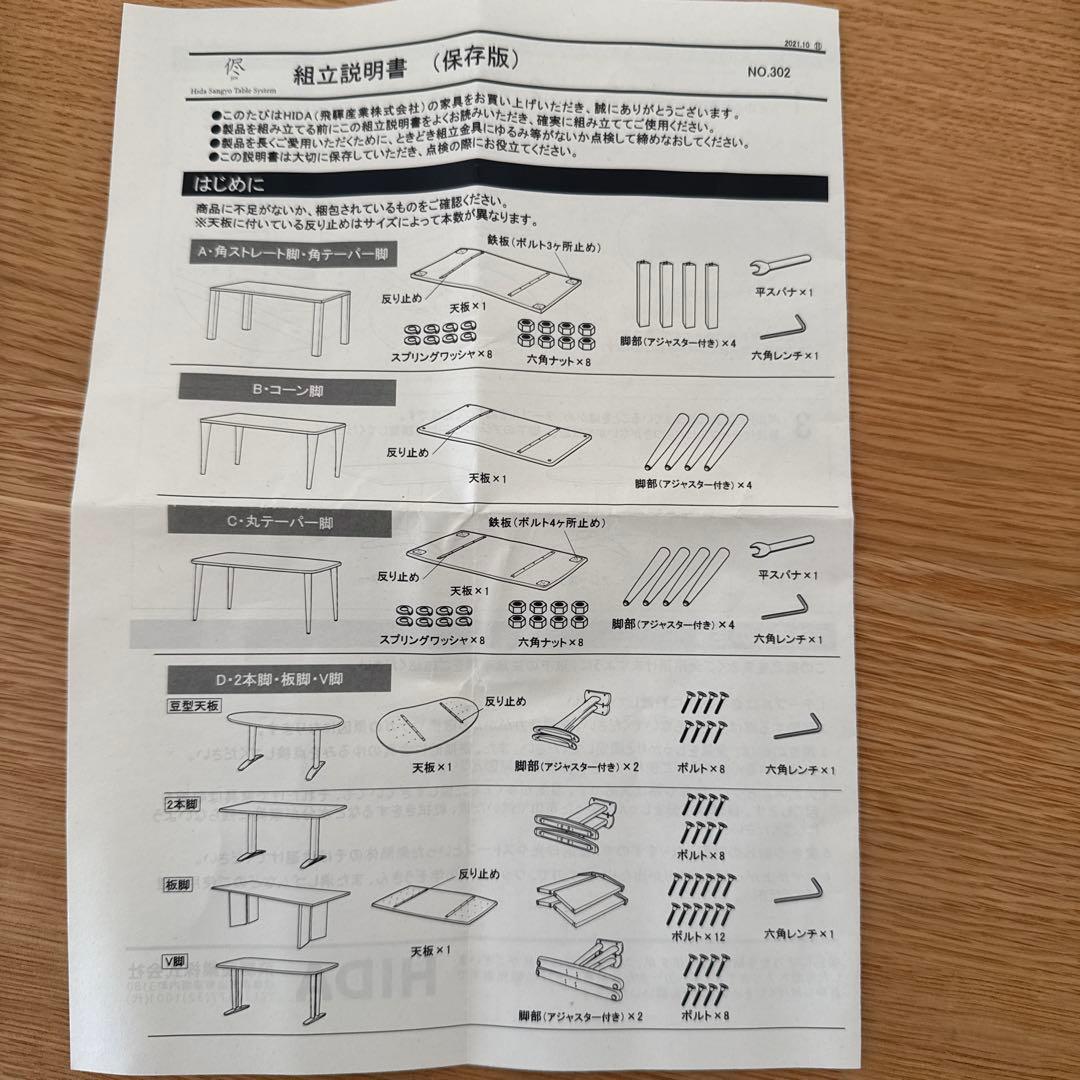 2021.10 ⑪
侭
jin
Hida Sangyo Table System
組立説明書 (保存版)
NO.302
●このたびはHIDA(飛騨産業株式会社)の家具をお買い上げいただき、誠にありがとうございます。
●製品を組み立てる前にこの組立説明書をよくお読みいただき、確実に組み立ててご使用ください。
●製品を長くご愛用いただくために、ときどき組立金具にゆるみ等がないか点検して締めなおしてください。
●この説明書は大切に保存していただき、点検の際にお役立てください。
はじめに
商品に不足がないか、梱包されているものをご確認ください。
※天板に付いている反り止めはサイズによって本数が異なります。
A・角ストレート脚・角テーパー脚
鉄板(ボルト3ヶ所止め)
反り止め
天板×1
スプリングワッシャ×8
六角ナット×8
脚部(アジャスター付き)×4
平スパナ×1
六角レンチ×1
B・コーン脚
反り止め
天板×1
脚部(アジャスター付き)×4
C・丸テーパー脚
鉄板(ボルト4ヶ所止め)
反り止め
天板×1
スプリングワッシャ×8
六角ナット×8
脚部(アジャスター付き)×4
平スパナ×1
六角レンチ×1
D・2本脚・板脚・V脚
豆型天板
反り止め
天板×1
脚部(アジャスター付き)×2
ボルト×8
六角レンチ×1
2本脚
ボルト×8
板脚
反り止め
天板×1
ボルト×12
六角レンチ×1
V脚
脚部(アジャスター付き)×2
ボルト×8